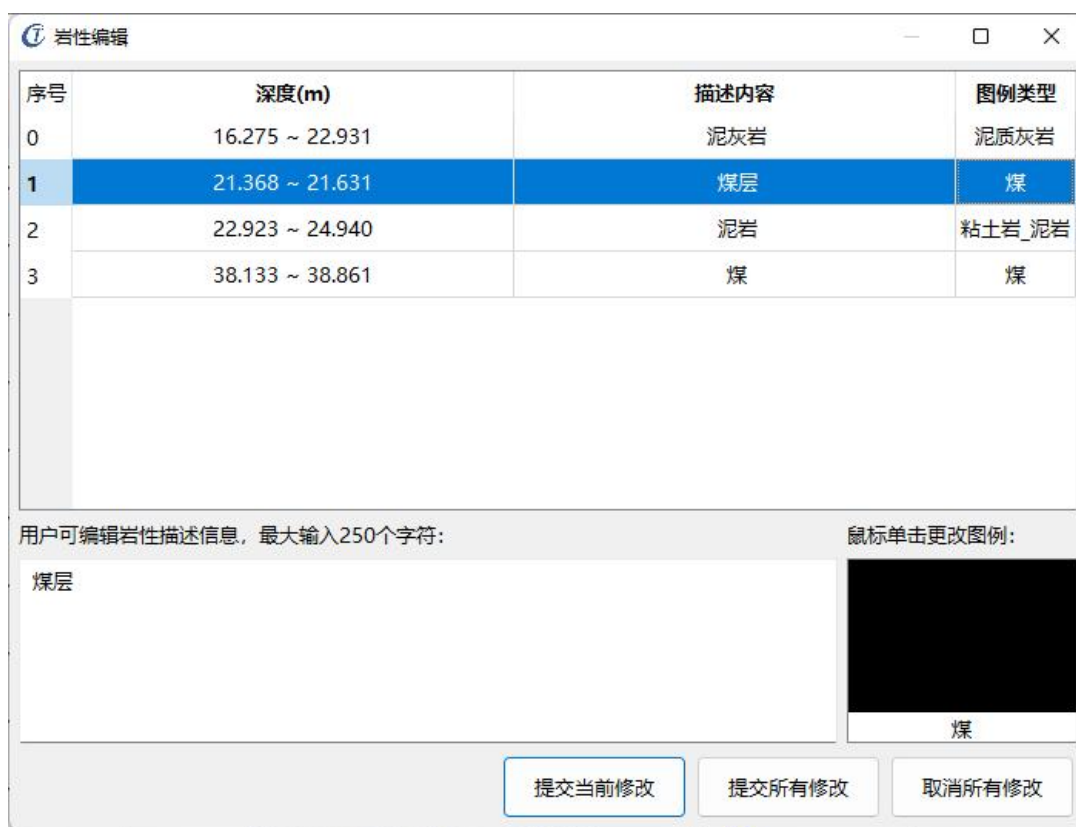 岩性编辑
序号 深度(m) 描述内容 图例类型
0 16.275 ~ 22.931 泥灰岩 泥质灰岩
1 21.368 ~ 21.631 煤层 煤
2 22.923 ~ 24.940 泥岩 粘土岩_泥岩
3 38.133 ~ 38.861 煤 煤
用户可编辑岩性描述信息，最大输入250个字符: 鼠标单击更改图例:
煤层
煤
提交当前修改 提交所有修改 取消所有修改